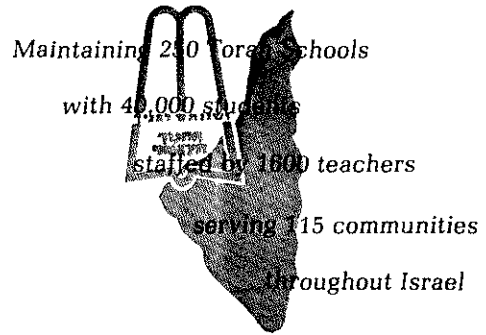 Maintaining 250 Torah Schools
with 40,000 students
staffed by 1600 teachers
serving 115 communities
throughout Israel